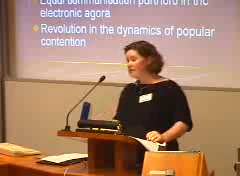 Equal communication partners in the
electronic agora
Revolution in the dynamics of popular
contention